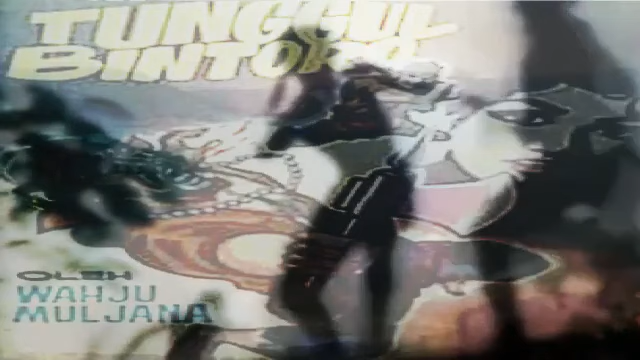 TUNGGUL
BINTORO
OLEH
WAHJU
MULJANA